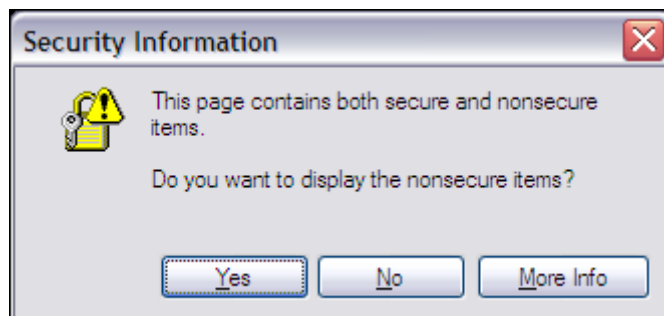 Security Information
This page contains both secure and nonsecure
items.
Do you want to display the nonsecure items?
Yes No More Info